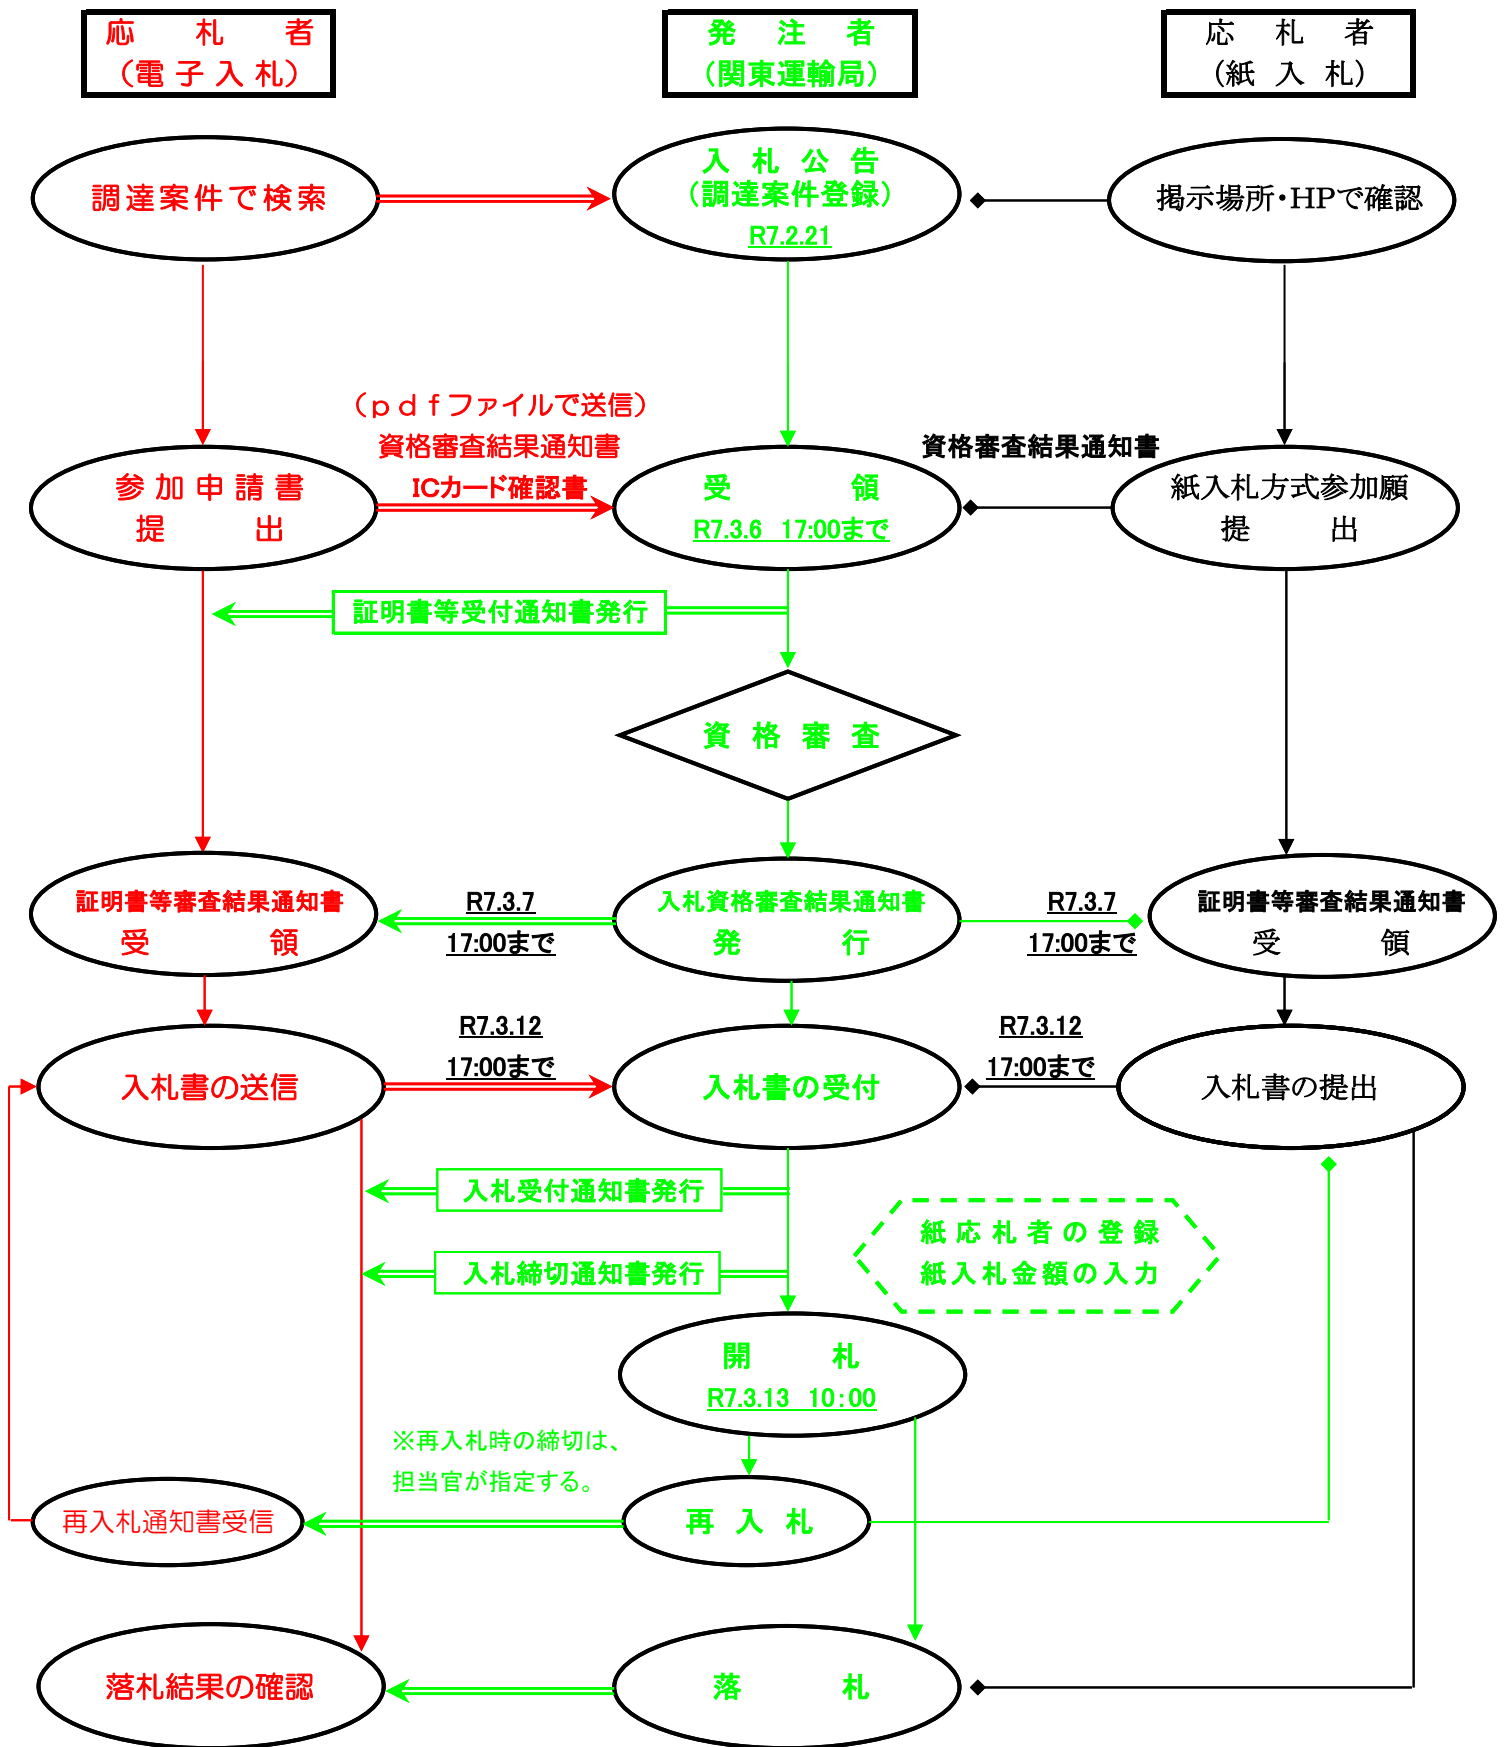 応 札 者
（電 子 入 札）
発 注 者
（関東運輸局）
応 札 者
（紙 入 札）
調達案件で検索
入 札 公 告
（調達案件登録）
R7.2.21
掲示場所・HPで確認
（ｐｄｆファイルで送信）
資格審査結果通知書
ICカード確認書
資格審査結果通知書
参加申請書
提 出
受 領
R7.3.6 17:00まで
紙入札方式参加願
提 出
証明書等受付通知書発行
資 格 審 査
証明書等審査結果通知書
受 領
R7.3.7
17:00まで
入札資格審査結果通知書
発 行
R7.3.7
17:00まで
証明書等審査結果通知書
受 領
入札書の送信
R7.3.12
17:00まで
入札書の受付
R7.3.12
17:00まで
入札書の提出
入札受付通知書発行
入札締切通知書発行
紙応札者の登録
紙入札金額の入力
開 札
R7.3.13 10：00
※再入札時の締切は、
担当官が指定する。
再入札通知書受信
再 入 札
落札結果の確認
落 札